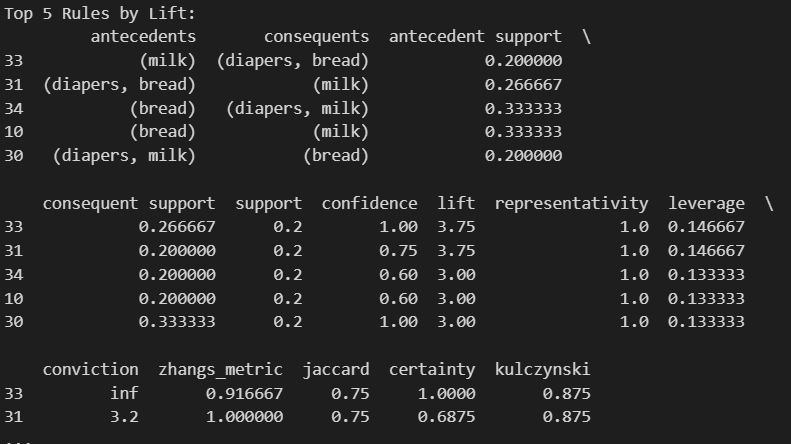 Top 5 Rules by Lift:
antecedents consequents antecedent support \
33 (milk) (diapers, bread) 0.200000
31 (diapers, bread) (milk) 0.266667
34 (bread) (diapers, milk) 0.333333
10 (bread) (milk) 0.333333
30 (diapers, milk) (bread) 0.200000
consequent support support confidence lift representativity leverage \
33 0.266667 0.2 1.00 3.75 1.0 0.146667
31 0.200000 0.2 0.75 3.75 1.0 0.146667
34 0.200000 0.2 0.60 3.00 1.0 0.133333
10 0.200000 0.2 0.60 3.00 1.0 0.133333
30 0.333333 0.2 1.00 3.00 1.0 0.133333
conviction zhangs_metric jaccard certainty kulczynski
33 inf 0.916667 0.75 1.0000 0.875
31 3.2 1.000000 0.75 0.6875 0.875
...